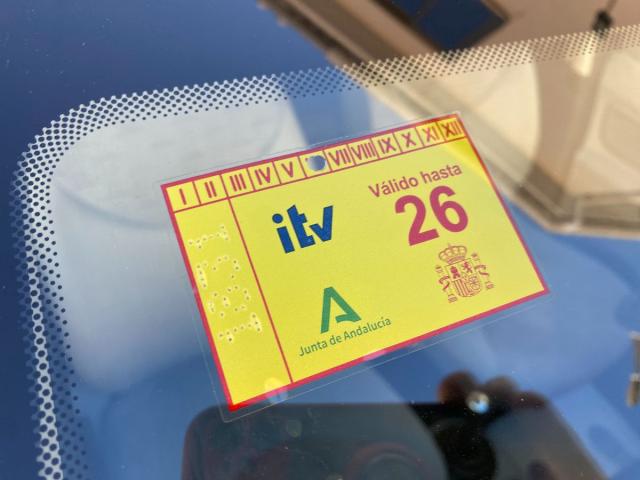 I II III IV V VII VIII IX X XI XII
itv
Válido hasta
26
Junta de Andalucía